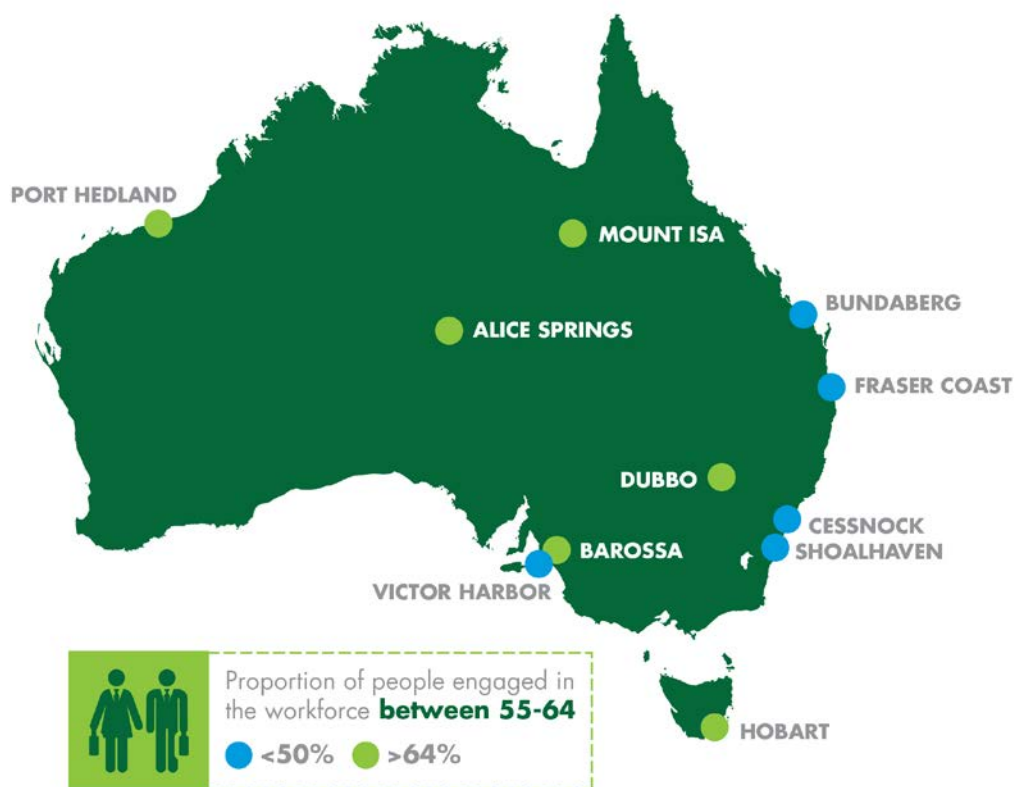 PORT HEDLAND
MOUNT ISA
BUNDABERG
ALICE SPRINGS
FRASER COAST
DUBBO
CESSNOCK
SHOALHAVEN
BAROSSA
VICTOR HARBOR
HOBART
Proportion of people engaged in
the workforce between 55-64
<50% >64%